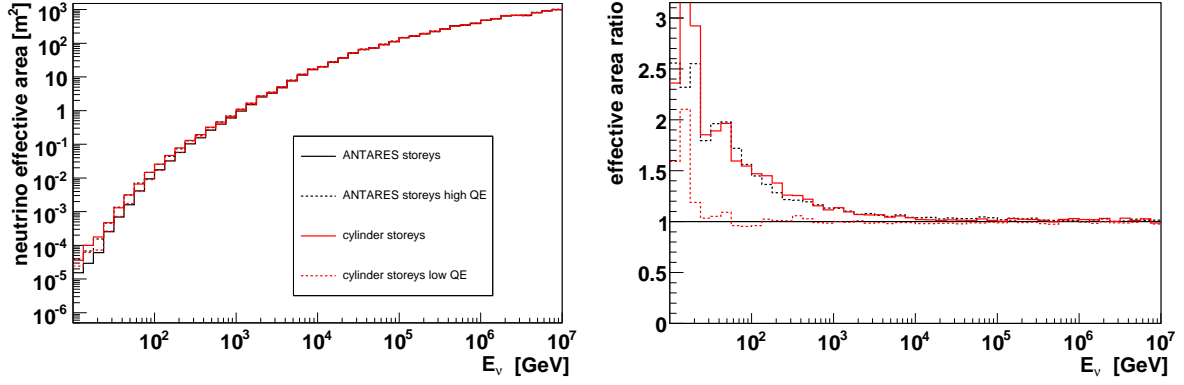 neutrino effective area [m²]
10³
10²
10
1
10⁻¹
10⁻²
10⁻³
10⁻⁴
10⁻⁵
10⁻⁶
ANTARES storeys
ANTARES storeys high QE
cylinder storeys
cylinder storeys low QE
10² 10³ 10⁴ 10⁵ 10⁶ 10⁷
E_ν [GeV]
effective area ratio
3
2.5
2
1.5
1
0.5
0
10² 10³ 10⁴ 10⁵ 10⁶ 10⁷
E_ν [GeV]